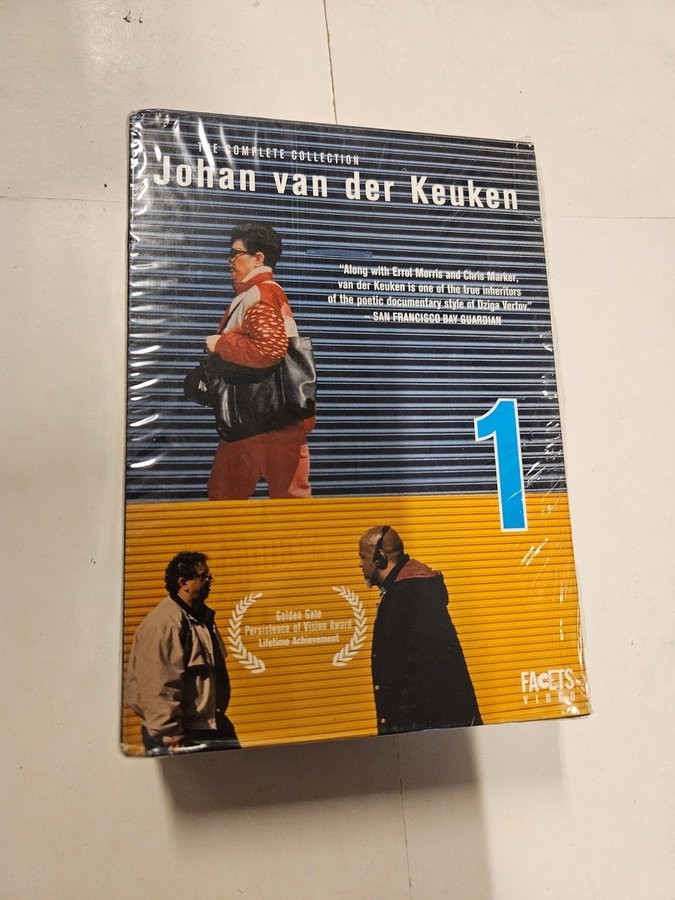 THE COMPLETE COLLECTION
Johan van der Keuken
“Along with Errol Morris and Chris Marker,
van der Keuken is one of the true inheritors
of the poetic documentary style of Dziga Vertov.”
– SAN FRANCISCO BAY GUARDIAN
1
Golden Gate
Persistence of Vision Award
Lifetime Achievement
FACETS
VIDEO